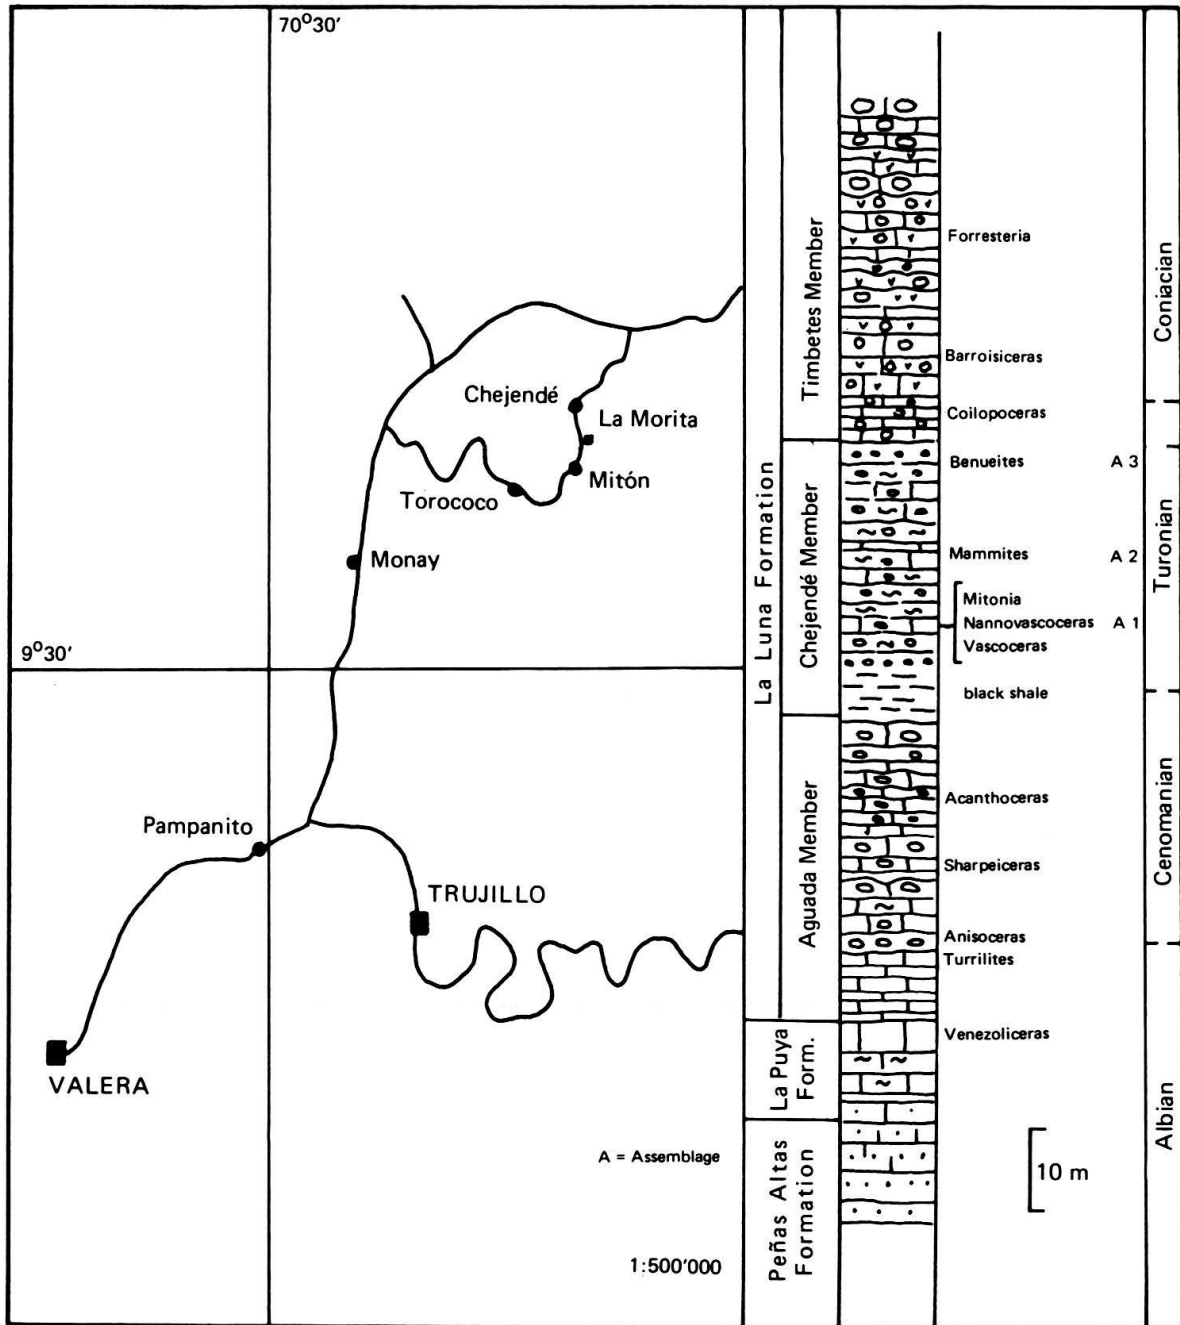 70°30'
Chejendé
La Morita
Mitón
Torococo
Monay
9°30'
Pampanito
TRUJILLO
VALERA
A = Assemblage
1:500'000
La Luna Formation
Timbetes Member
Chejendé Member
Aguada Member
La Puya
Form.
Peñas Altas
Formation
Forresteria
Barroisiceras
Coilopoceras
Benueites A 3
Mammites A 2
Mitonia
Nannovascoceras A 1
Vascoceras
black shale
Acanthoceras
Sharpeiceras
Anisoceras
Turrilites
Venezoliceras
10 m
Coniacian
Turonian
Cenomanian
Albian